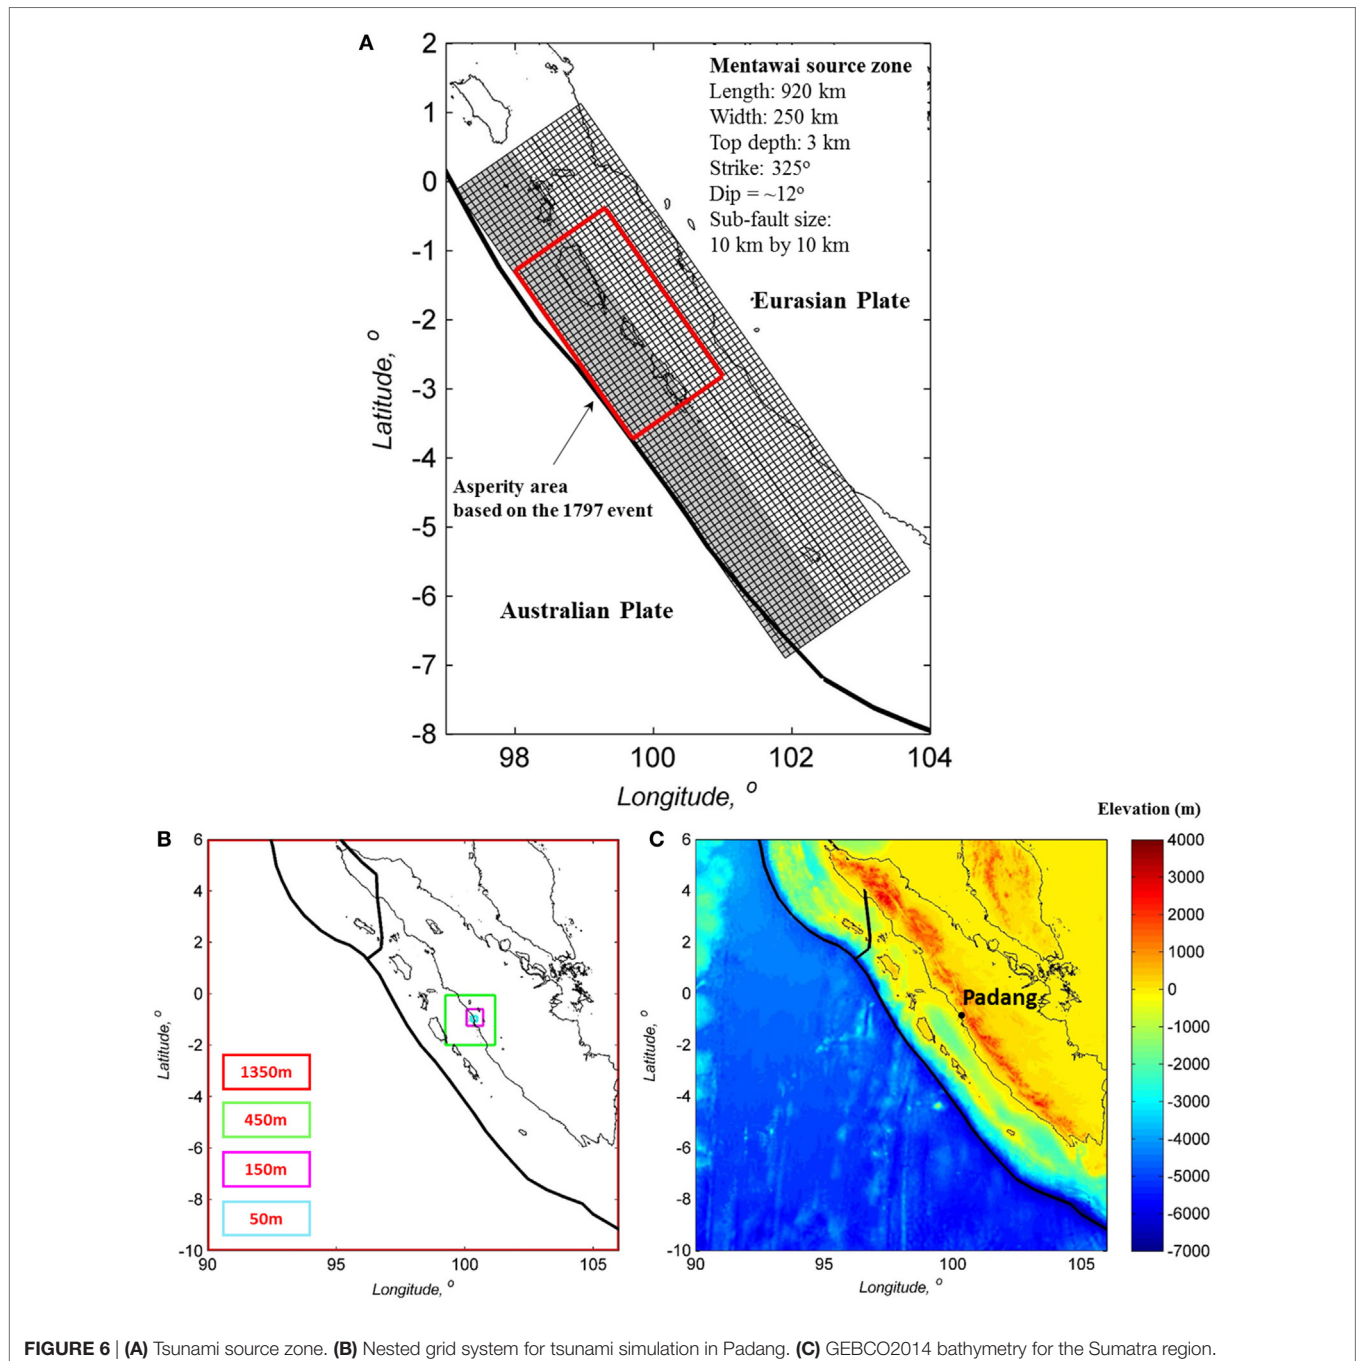 A
2
1
0
-1
-2
-3
-4
-5
-6
-7
-8
98
100
102
104
Latitude, o
Longitude, o
Mentawai source zone
Length: 920 km
Width: 250 km
Top depth: 3 km
Strike: 325o
Dip = ~12o
Sub-fault size:
10 km by 10 km
Eurasian Plate
Asperity area
based on the 1797 event
Australian Plate
B
6
4
2
0
-2
-4
-6
-8
-10
90
95
100
105
Latitude, o
Longitude, o
1350m
450m
150m
50m
C
6
4
2
0
-2
-4
-6
-8
-10
90
95
100
105
Latitude, o
Longitude, o
Padang
Elevation (m)
4000
3000
2000
1000
0
-1000
-2000
-3000
-4000
-5000
-6000
-7000
FIGURE 6 | (A) Tsunami source zone. (B) Nested grid system for tsunami simulation in Padang. (C) GEBCO2014 bathymetry for the Sumatra region.